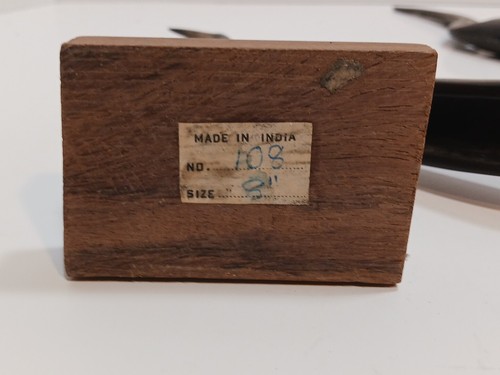 MADE IN INDIA
NO. 108
SIZE 8"